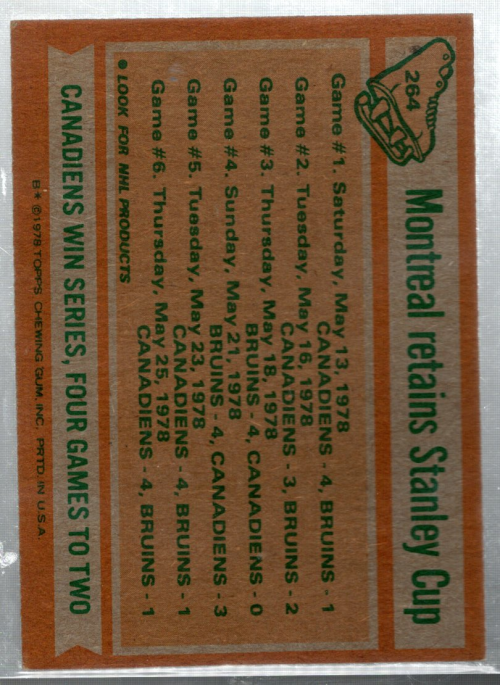 264
Montreal retains Stanley Cup
Game #1. Saturday, May 13, 1978
CANADIENS - 4, BRUINS - 1
Game #2. Tuesday, May 16, 1978
CANADIENS - 3, BRUINS - 2
Game #3. Thursday, May 18, 1978
BRUINS - 4, CANADIENS - 0
Game #4. Sunday, May 21, 1978
BRUINS - 4, CANADIENS - 3
Game #5. Tuesday, May 23, 1978
CANADIENS - 4, BRUINS - 1
Game #6. Thursday, May 25, 1978
CANADIENS - 4, BRUINS - 1
● LOOK FOR NHL PRODUCTS
CANADIENS WIN SERIES, FOUR GAMES TO TWO
B* ©1978 TOPPS CHEWING GUM, INC. PRTD. IN U.S.A.